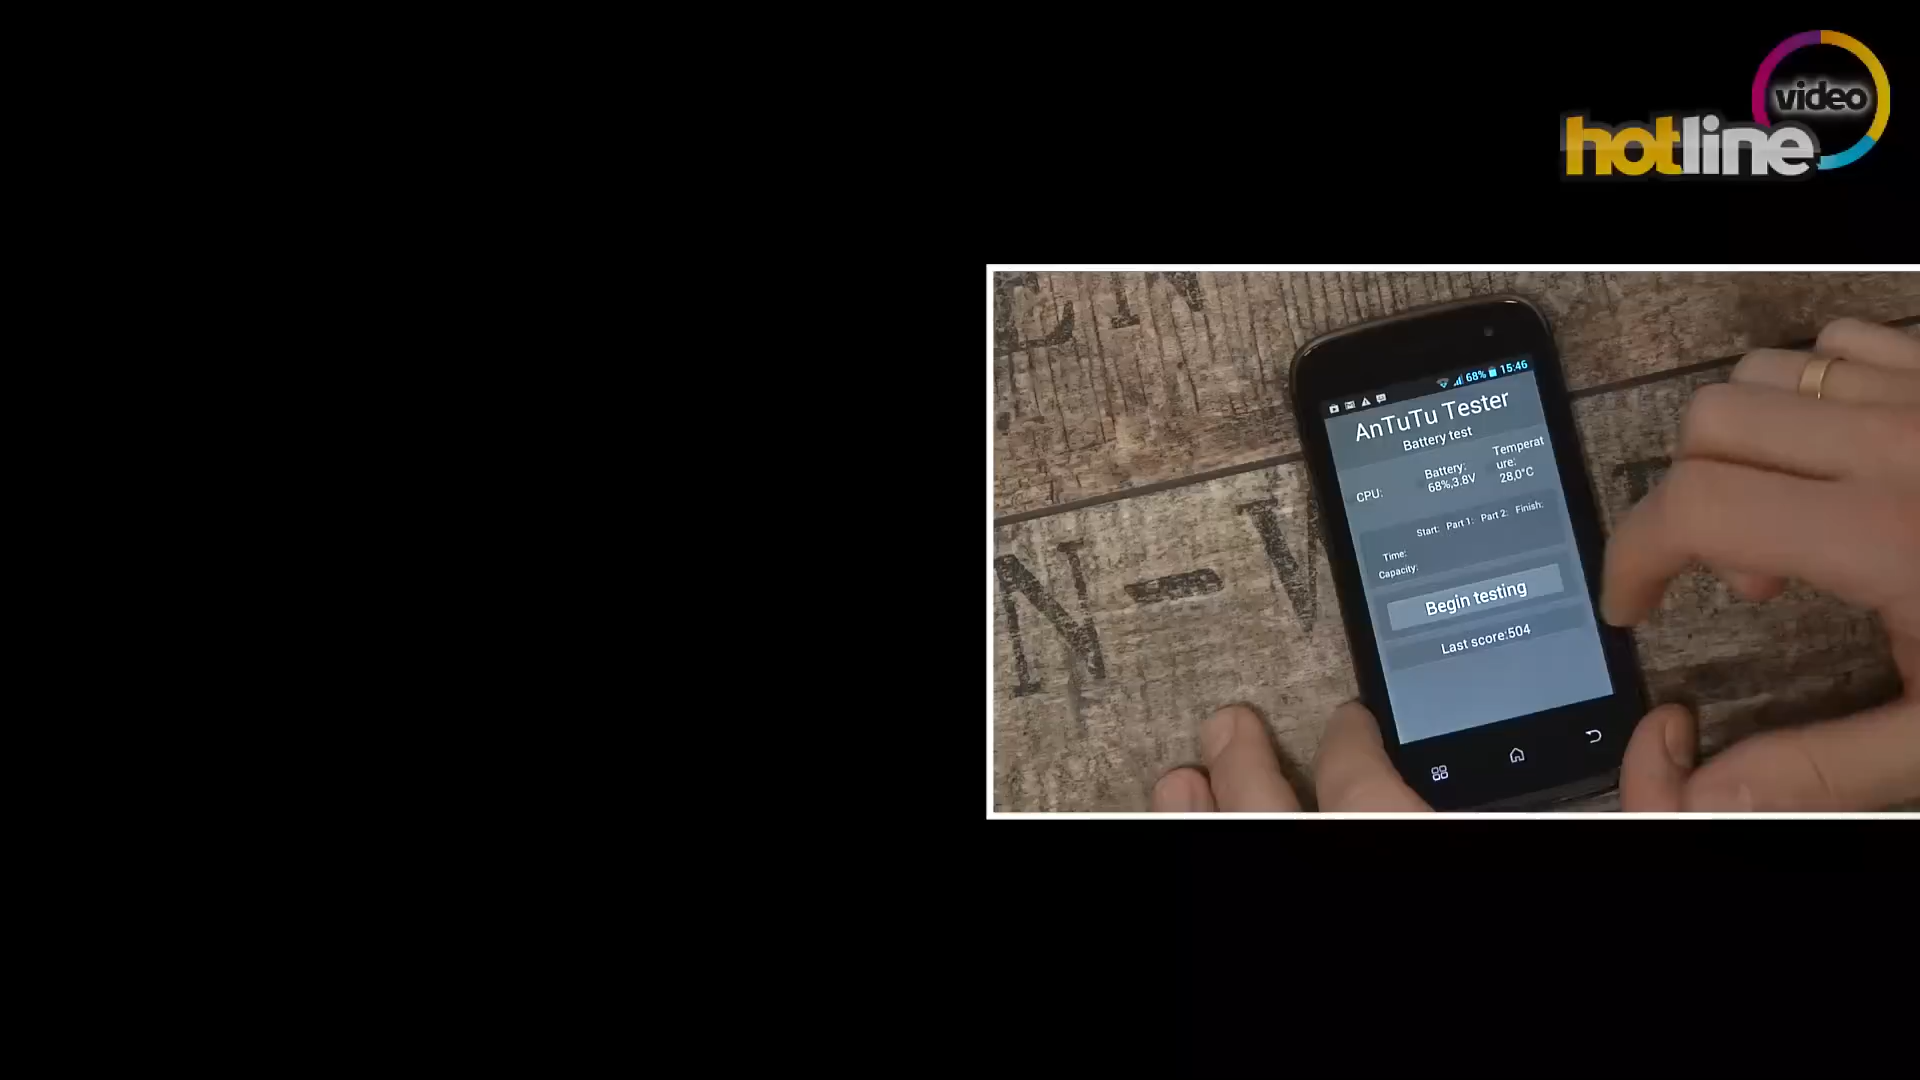 video
hotline
68% 15:46
AnTuTu Tester
Battery test
CPU:
Battery:
68%,3.8V
Temperat
ure:
28,0°C
Start: Part 1: Part 2: Finish:
Time:
Capacity:
Begin testing
Last score:504
N-V